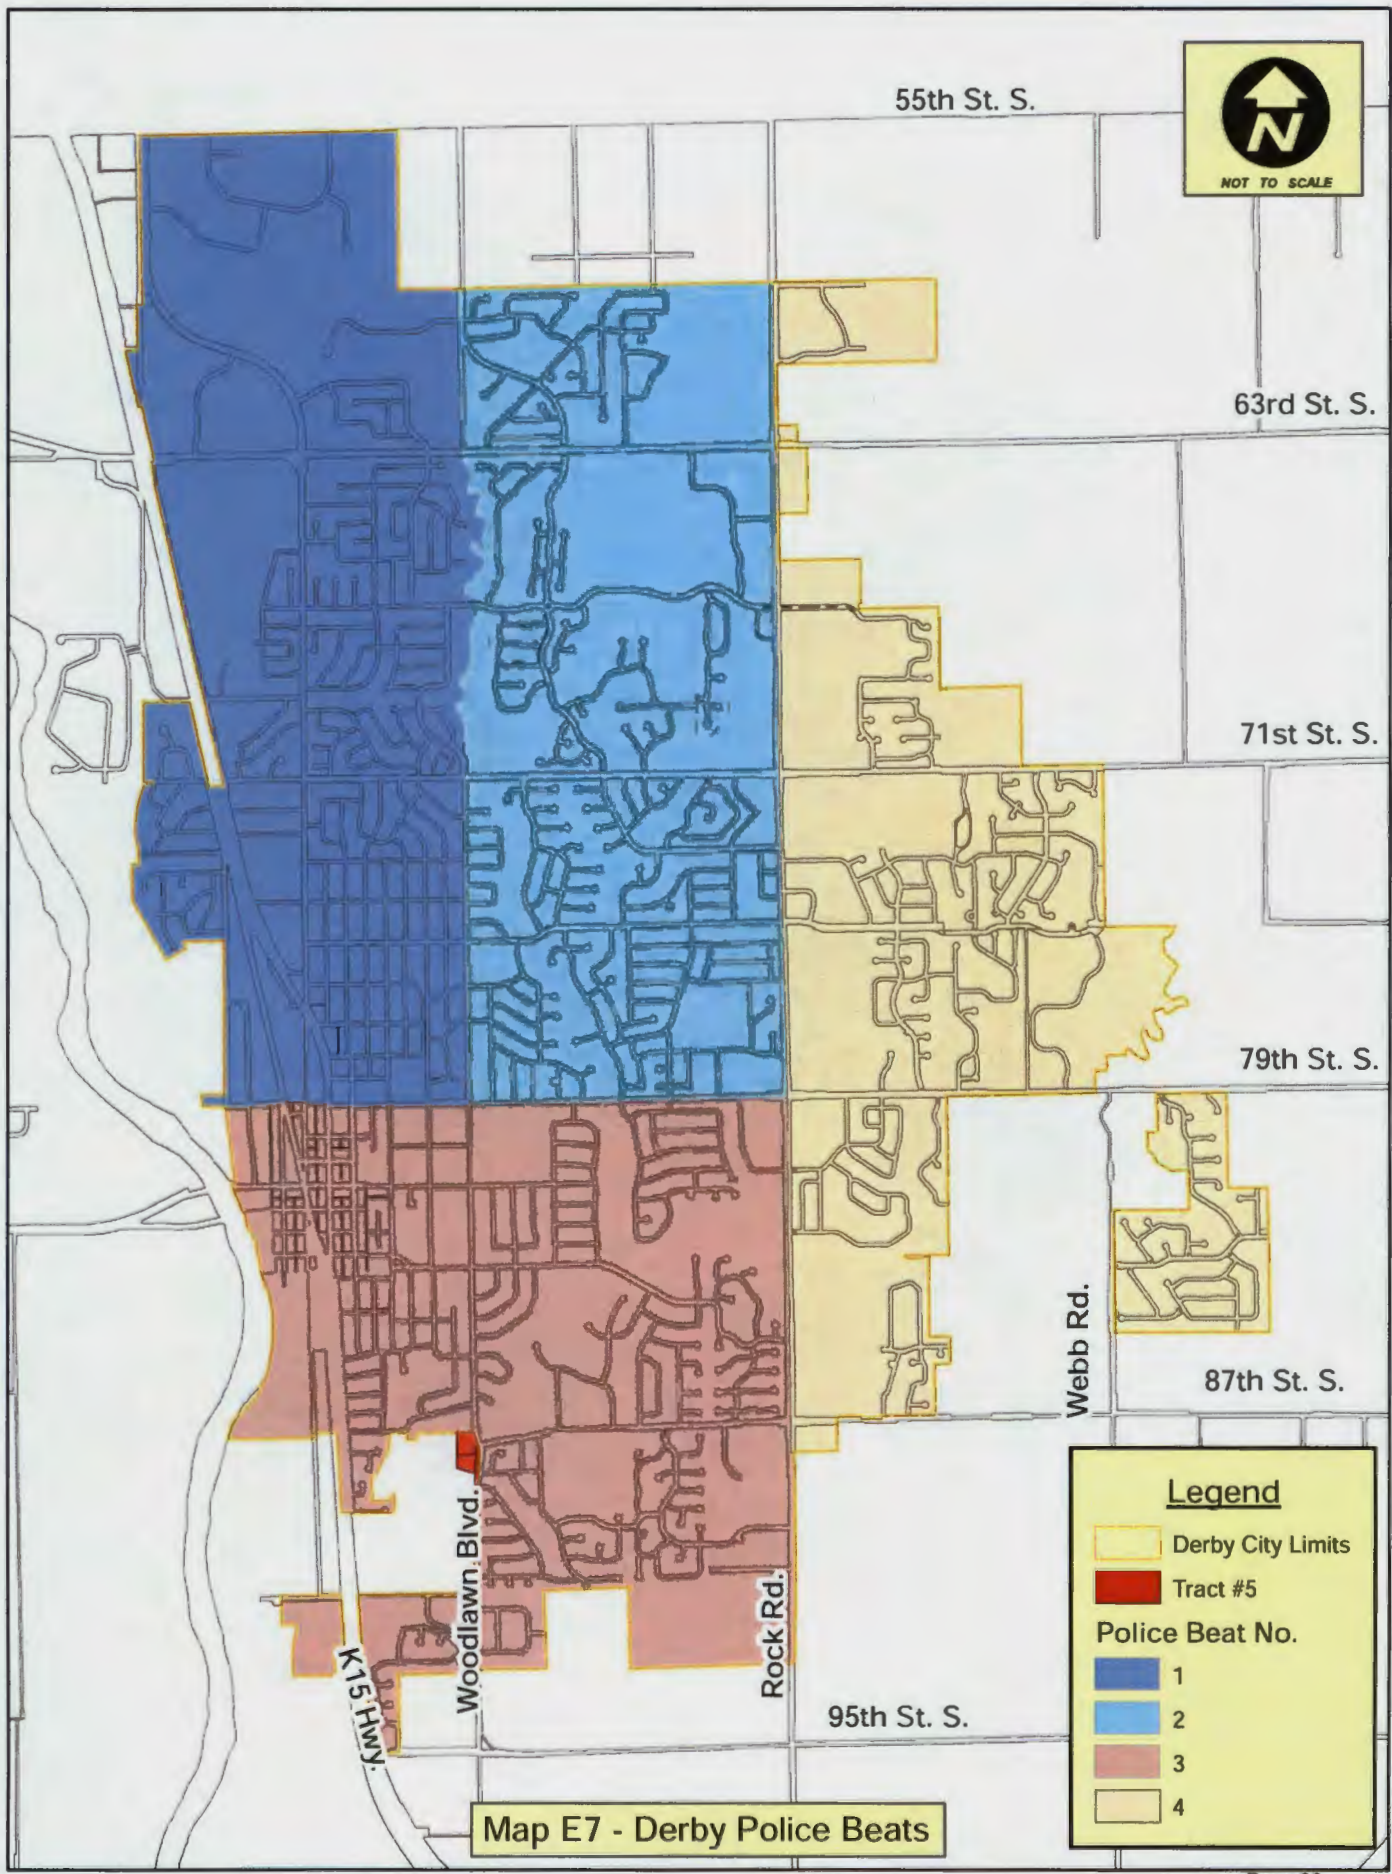 55th St. S.
N
NOT TO SCALE
63rd St. S.
71st St. S.
79th St. S.
Webb Rd.
87th St. S.
Woodlawn Blvd.
Rock Rd.
K15 Hwy.
95th St. S.
Legend
Derby City Limits
Tract #5
Police Beat No.
1
2
3
4
Map E7 - Derby Police Beats